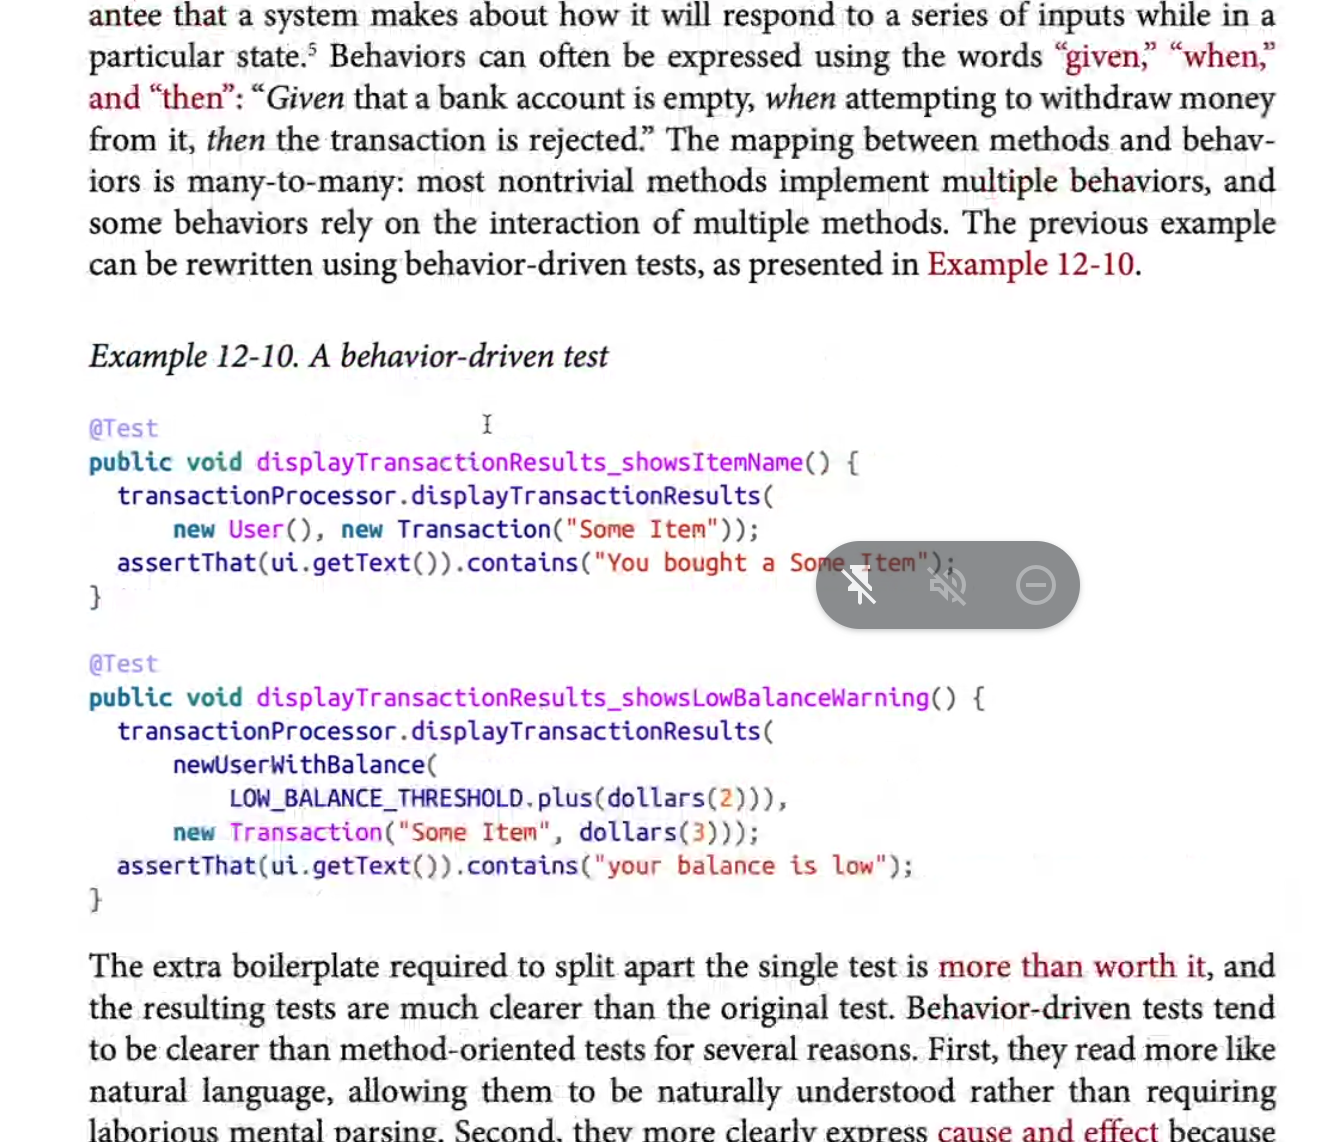 antee that a system makes about how it will respond to a series of inputs while in a
particular state.⁵ Behaviors can often be expressed using the words “given,” “when,”
and “then”: “Given that a bank account is empty, when attempting to withdraw money
from it, then the transaction is rejected.” The mapping between methods and behav-
iors is many-to-many: most nontrivial methods implement multiple behaviors, and
some behaviors rely on the interaction of multiple methods. The previous example
can be rewritten using behavior-driven tests, as presented in Example 12-10.
Example 12-10. A behavior-driven test
@Test
public void displayTransactionResults_showsItemName() {
  transactionProcessor.displayTransactionResults(
      new User(), new Transaction("Some Item"));
  assertThat(ui.getText()).contains("You bought a Some Item");
}
@Test
public void displayTransactionResults_showsLowBalanceWarning() {
  transactionProcessor.displayTransactionResults(
      newUserWithBalance(
          LOW_BALANCE_THRESHOLD.plus(dollars(2))),
      new Transaction("Some Item", dollars(3)));
  assertThat(ui.getText()).contains("your balance is low");
}
The extra boilerplate required to split apart the single test is more than worth it, and
the resulting tests are much clearer than the original test. Behavior-driven tests tend
to be clearer than method-oriented tests for several reasons. First, they read more like
natural language, allowing them to be naturally understood rather than requiring
laborious mental parsing. Second, they more clearly express cause and effect because